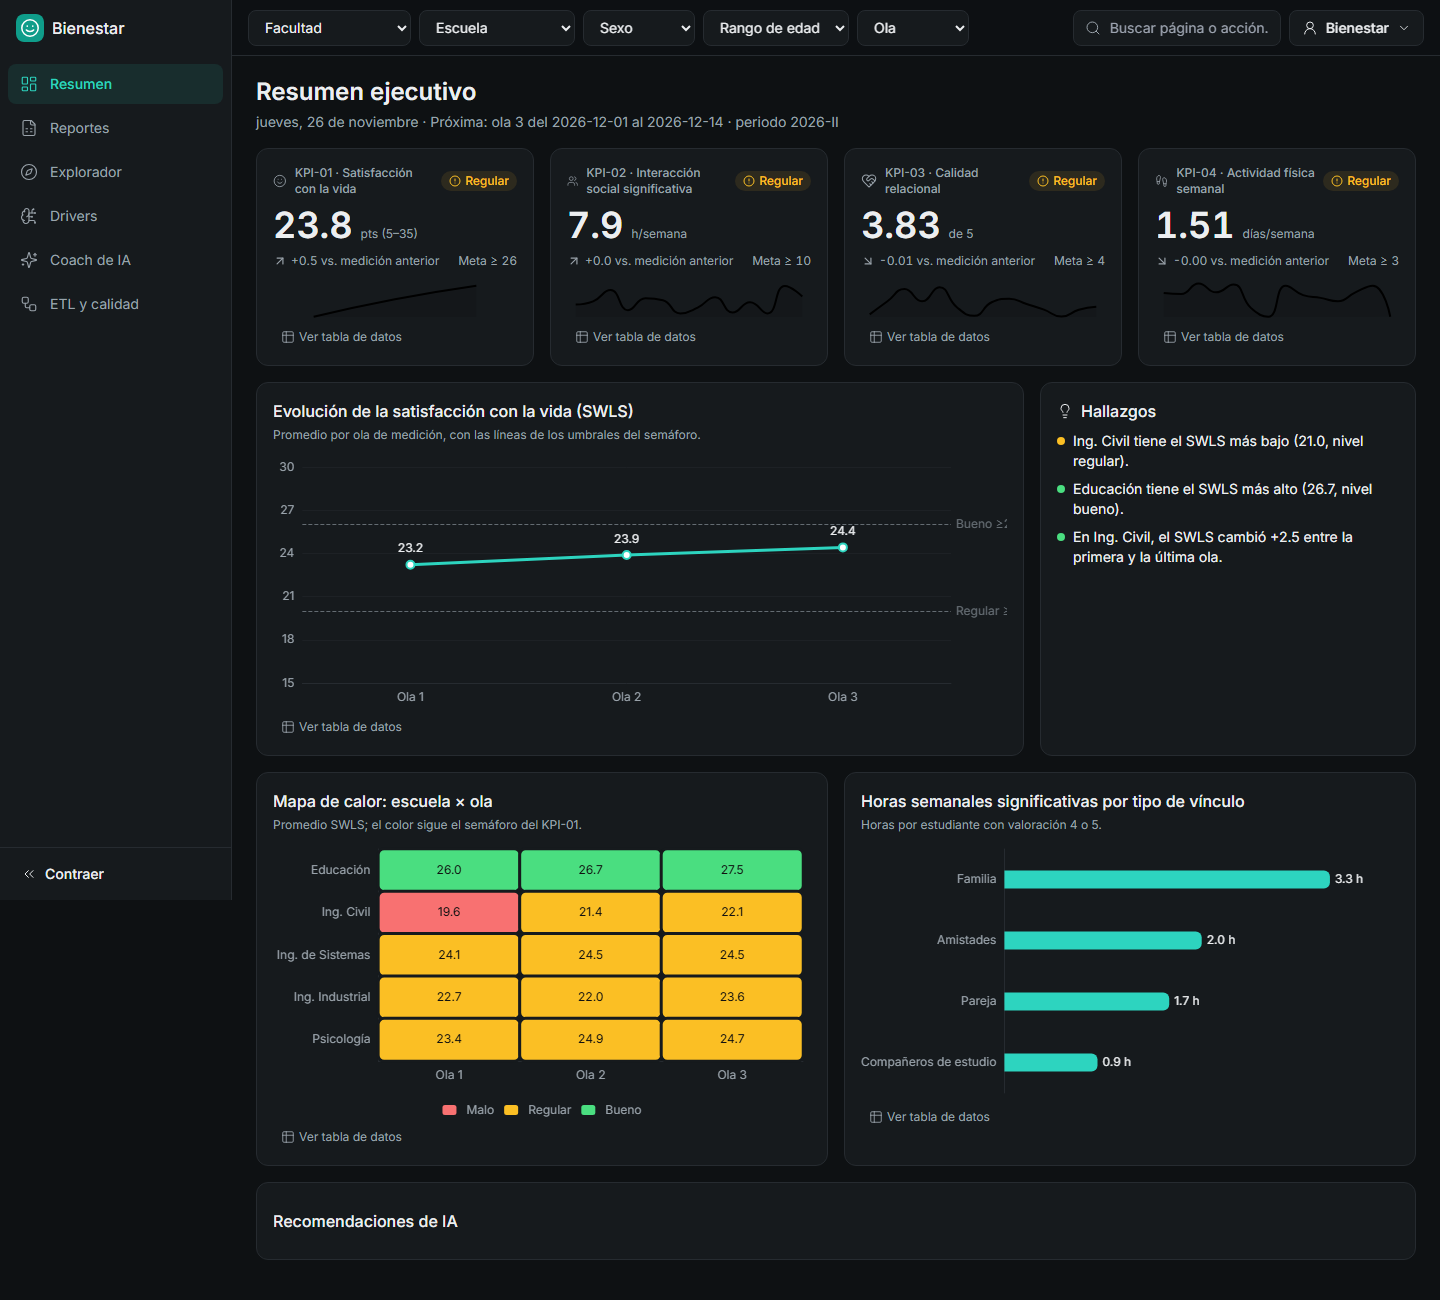 Bienestar
Facultad
Escuela
Sexo
Rango de edad
Ola
Buscar página o acción.
Bienestar
Resumen
Reportes
Explorador
Drivers
Coach de IA
ETL y calidad
Contraer
Resumen ejecutivo
jueves, 26 de noviembre · Próxima: ola 3 del 2026-12-01 al 2026-12-14 · periodo 2026-II
KPI-01 · Satisfacción
con la vida
Regular
23.8 pts (5–35)
+0.5 vs. medición anterior
Meta ≥ 26
Ver tabla de datos
KPI-02 · Interacción
social significativa
Regular
7.9 h/semana
+0.0 vs. medición anterior
Meta ≥ 10
Ver tabla de datos
KPI-03 · Calidad
relacional
Regular
3.83 de 5
-0.01 vs. medición anterior
Meta ≥ 4
Ver tabla de datos
KPI-04 · Actividad física
semanal
Regular
1.51 días/semana
-0.00 vs. medición anterior
Meta ≥ 3
Ver tabla de datos
Evolución de la satisfacción con la vida (SWLS)
Promedio por ola de medición, con las líneas de los umbrales del semáforo.
30
27
24
21
18
15
Bueno ≥
Regular
23.2
23.9
24.4
Ola 1
Ola 2
Ola 3
Ver tabla de datos
Hallazgos
Ing. Civil tiene el SWLS más bajo (21.0, nivel
regular).
Educación tiene el SWLS más alto (26.7, nivel
bueno).
En Ing. Civil, el SWLS cambió +2.5 entre la
primera y la última ola.
Mapa de calor: escuela × ola
Promedio SWLS; el color sigue el semáforo del KPI-01.
Educación 26.0 26.7 27.5
Ing. Civil 19.6 21.4 22.1
Ing. de Sistemas 24.1 24.5 24.5
Ing. Industrial 22.7 22.0 23.6
Psicología 23.4 24.9 24.7
Ola 1 Ola 2 Ola 3
Malo Regular Bueno
Ver tabla de datos
Horas semanales significativas por tipo de vínculo
Horas por estudiante con valoración 4 o 5.
Familia 3.3 h
Amistades 2.0 h
Pareja 1.7 h
Compañeros de estudio 0.9 h
Ver tabla de datos
Recomendaciones de IA